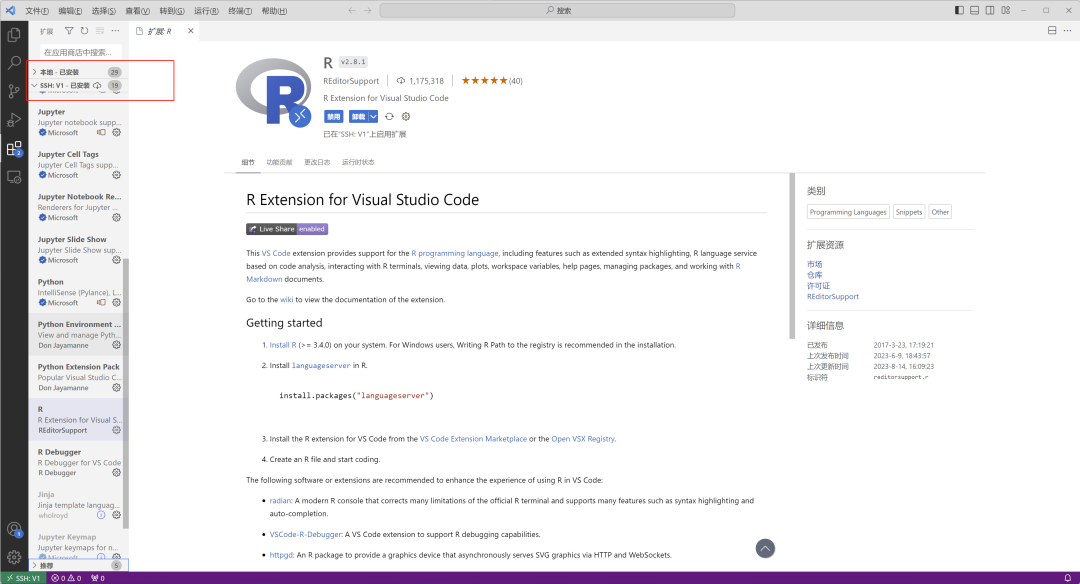 文件(F) 编辑(E) 选择(S) 查看(V) 转到(G) 运行(R) 终端(T) 帮助(H)
搜索
扩展
扩展: R
在应用商店中搜索...
本地 - 已安装 29
SSH: V1 - 已安装 19
Microsoft
Jupyter
Jupyter notebook supp...
Microsoft
Jupyter Cell Tags
Jupyter Cell Tags supp...
Microsoft
Jupyter Notebook Re...
Renderers for Jupyter ...
Microsoft
Jupyter Slide Show
Jupyter Slide Show sup...
Microsoft
Python
IntelliSense (Pylance), L...
Microsoft
Python Environment ...
View and manage Pyth...
Don Jayamanne
Python Extension Pack
Popular Visual Studio C...
Don Jayamanne
R
R Extension for Visual S...
REditorSupport
R Debugger
R Debugger for VS Code
R Debugger
Jinja
Jinja template languag...
wholroyd
Jupyter Keymap
Jupyter keymaps for n...
Microsoft
推荐 5
R v2.8.1
REditorSupport 1,175,318 (40)
R Extension for Visual Studio Code
禁用 卸载
已在"SSH: V1"上启用扩展
细节 功能贡献 更改日志 运行时状态
R Extension for Visual Studio Code
Live Share enabled
This VS Code extension provides support for the R programming language, including features such as extended syntax highlighting, R language service
based on code analysis, interacting with R terminals, viewing data, plots, workspace variables, help pages, managing packages, and working with R
Markdown documents.
Go to the wiki to view the documentation of the extension.
Getting started
1. Install R (>= 3.4.0) on your system. For Windows users, Writing R Path to the registry is recommended in the installation.
2. Install languageserver in R.
install.packages("languageserver")
3. Install the R extension for VS Code from the VS Code Extension Marketplace or the Open VSX Registry.
4. Create an R file and start coding.
The following software or extensions are recommended to enhance the experience of using R in VS Code:
• radian: A modern R console that corrects many limitations of the official R terminal and supports many features such as syntax highlighting and
auto-completion.
• VSCode-R-Debugger: A VS Code extension to support R debugging capabilities.
• httpgd: An R package to provide a graphics device that asynchronously serves SVG graphics via HTTP and WebSockets.
类别
Programming Languages Snippets Other
扩展资源
市场
仓库
许可证
REditorSupport
详细信息
已发布 2017-3-23, 17:19:21
上次发布时间 2023-6-9, 18:43:57
上次更新时间 2023-8-14, 16:09:23
标识符 reditorsupport.r
2
1
SSH: V1 0 0 0